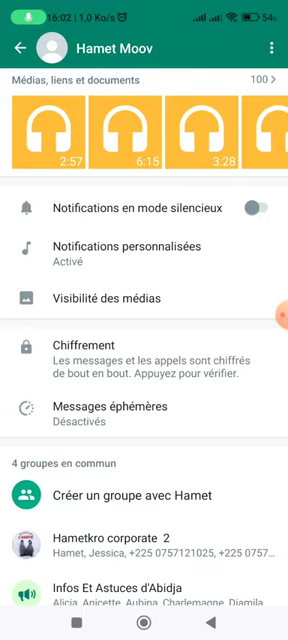 16:02 | 1,0 Ko/s
54%
Hamet Moov
Médias, liens et documents
100 >
2:57
6:15
3:28
Notifications en mode silencieux
Notifications personnalisées
Activé
Visibilité des médias
Chiffrement
Les messages et les appels sont chiffrés
de bout en bout. Appuyez pour vérifier.
Messages éphémères
Désactivés
4 groupes en commun
Créer un groupe avec Hamet
Hametkro corporate 2
Hamet, Jessica, +225 0757121025, +225 0757...
Infos Et Astuces d'Abidja
Alicia, Anicette, Aubina, Charlemagne, Djamila